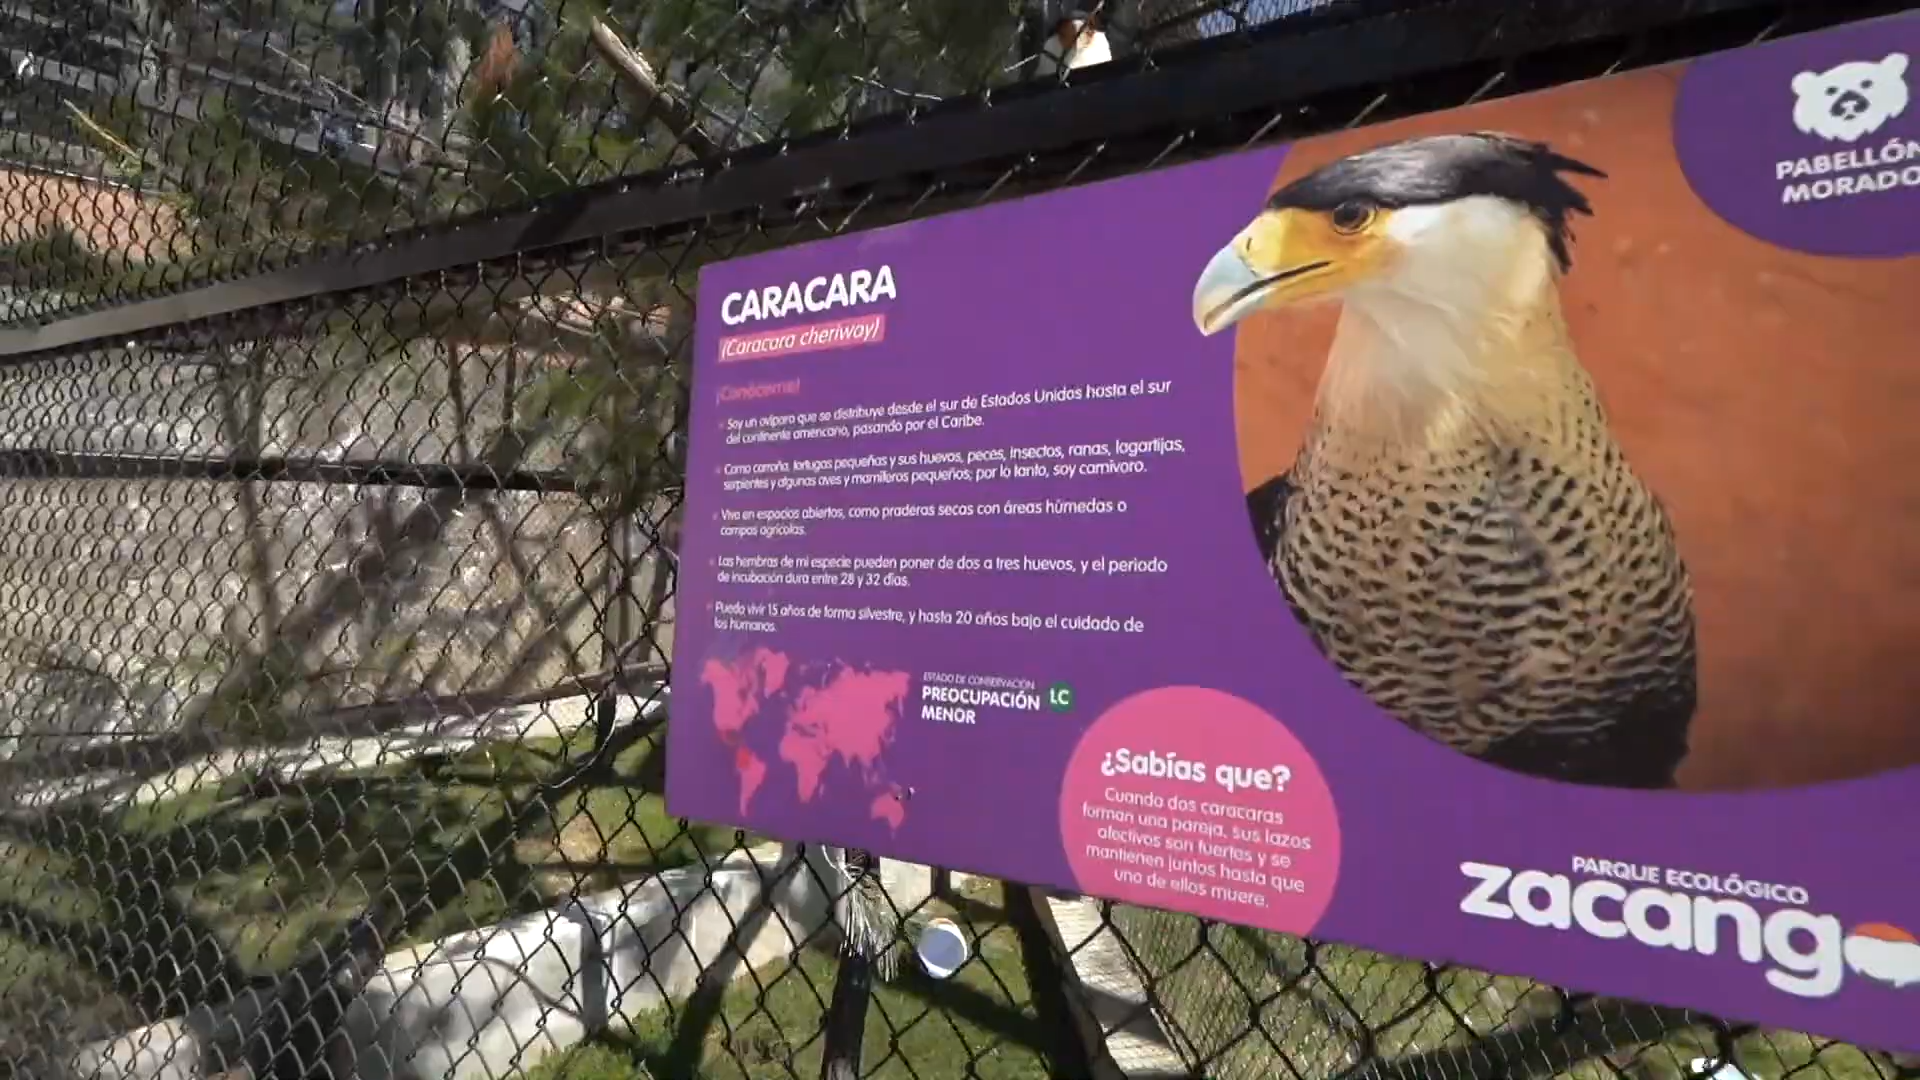 PABELLÓN
MORADO
CARACARA
(Caracara cheriway)
¡Conóceme!
Soy un ovíparo que se distribuye desde el sur de Estados Unidos hasta el sur
del continente americano, pasando por el Caribe.
Como carroña, tortugas pequeñas y sus huevos, peces, insectos, ranas, lagartijas,
serpientes y algunas aves y mamíferos pequeños; por lo tanto, soy carnívoro.
Vivo en espacios abiertos, como praderas secas con áreas húmedas o
campos agrícolas.
Las hembras de mi especie pueden poner de dos a tres huevos, y el periodo
de incubación dura entre 28 y 32 días.
Puedo vivir 15 años de forma silvestre, y hasta 20 años bajo el cuidado de
los humanos.
ESTADO DE CONSERVACIÓN
PREOCUPACIÓN LC
MENOR
¿Sabías que?
Cuando dos caracaras
forman una pareja, sus lazos
afectivos son fuertes y se
mantienen juntos hasta que
uno de ellos muere.
PARQUE ECOLÓGICO
zacango